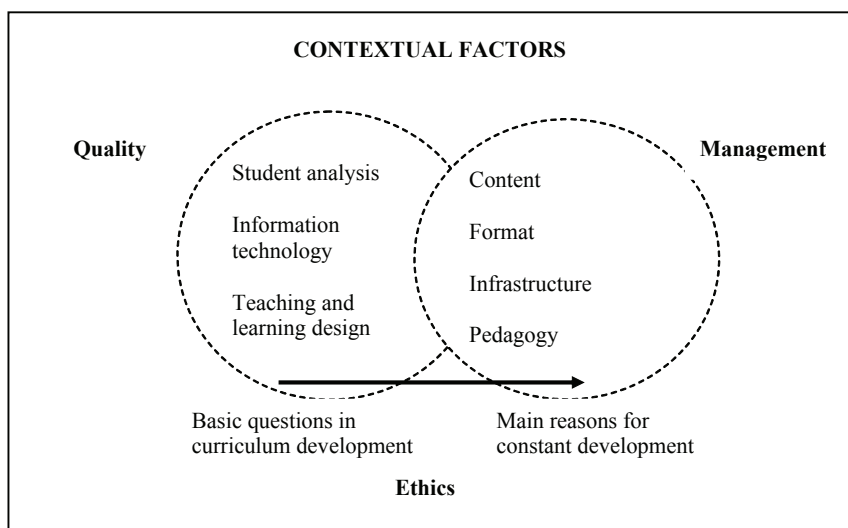 CONTEXTUAL FACTORS
Quality
Management
Student analysis
Information
technology
Teaching and
learning design
Content
Format
Infrastructure
Pedagogy
Basic questions in
curriculum development
Main reasons for
constant development
Ethics